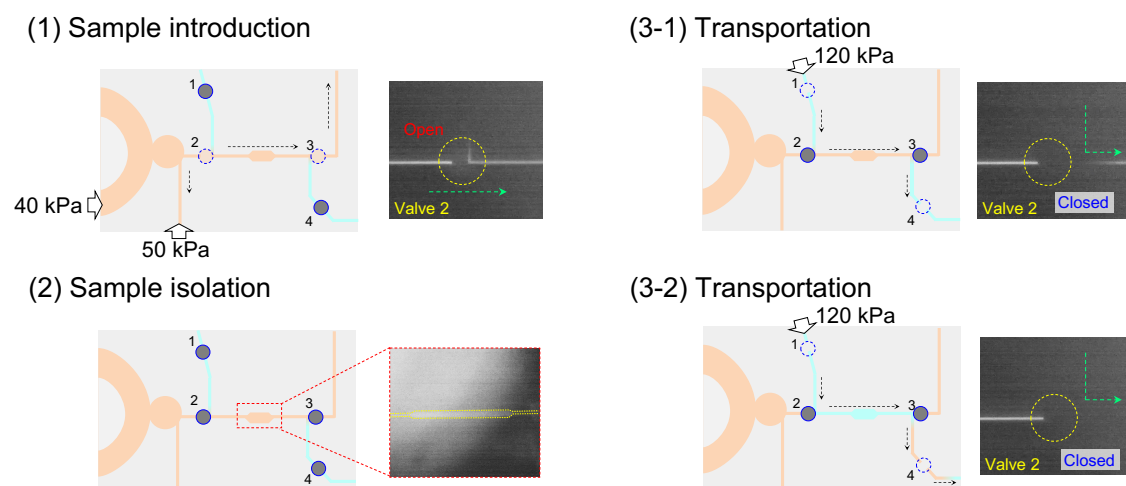 (1) Sample introduction
1
2
3
4
40 kPa
50 kPa
Open
Valve 2
(2) Sample isolation
1
2
3
4
(3-1) Transportation
120 kPa
1
2
3
4
Valve 2
Closed
(3-2) Transportation
120 kPa
1
2
3
4
Valve 2
Closed